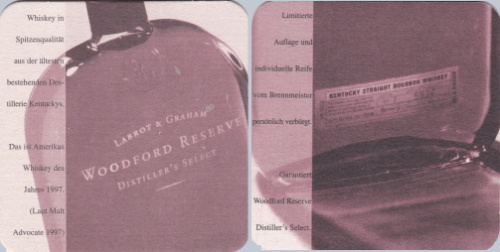 Whiskey in
Spitzenqualität
aus der ältesten
bestehenden Des-
tillerie Kentuckys.
Das ist Amerikas
Whiskey des
Jahres 1997.
(Laut Malt
Advocate 1997)
LABROT & GRAHAM
WOODFORD RESERVE
DISTILLER'S SELECT
Limitierte
Auflage und
individuelle Reife
vom Brennmeister
persönlich verbürgt.
Garantiert
Woodford Reserve
Distiller's Select.
KENTUCKY STRAIGHT BOURBON WHISKEY